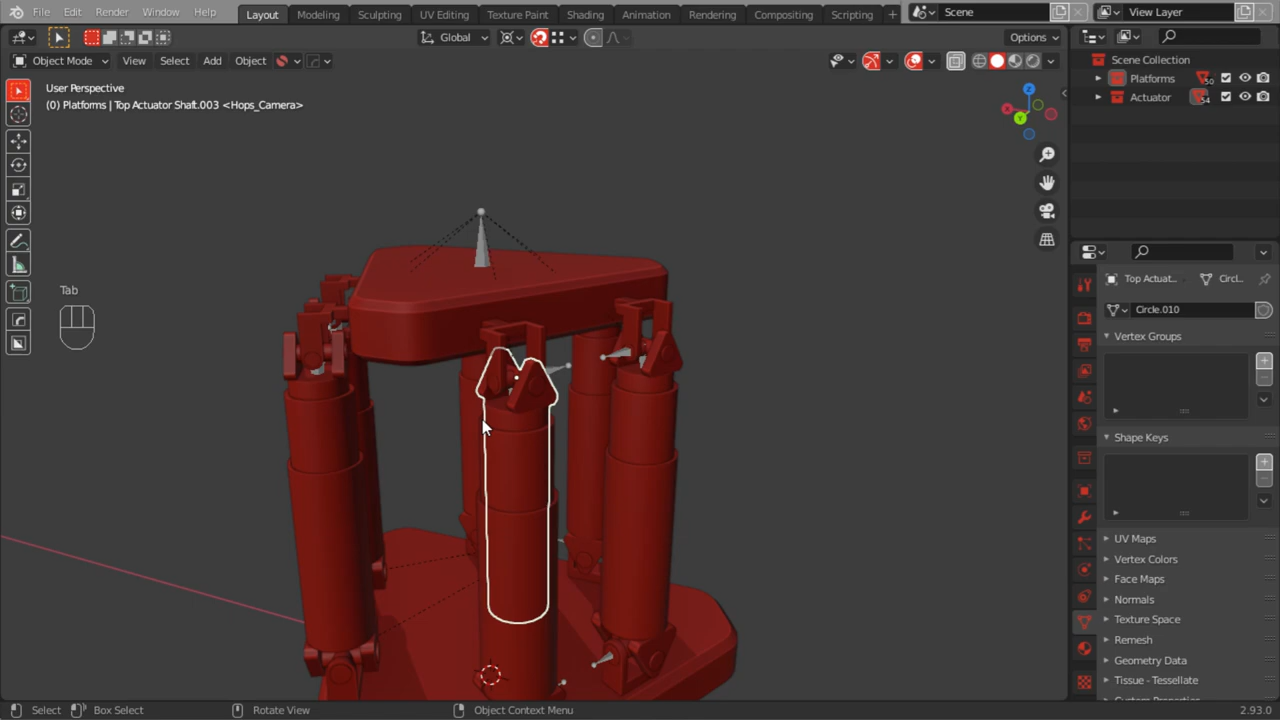 File Edit Render Window Help Layout Modeling Sculpting UV Editing Texture Paint Shading Animation Rendering Compositing Scripting + Scene View Layer
Global Options
Object Mode View Select Add Object
User Perspective
(0) Platforms | Top Actuator Shaft.003 <Hops_Camera>
Scene Collection
Platforms 50
Actuator 54
Tab
Top Actuat.. Circl..
Circle.010
Vertex Groups
Shape Keys
UV Maps
Vertex Colors
Face Maps
Normals
Texture Space
Remesh
Geometry Data
Tissue - Tessellate
Custom Properties
Select Box Select Rotate View Object Context Menu 2.93.0